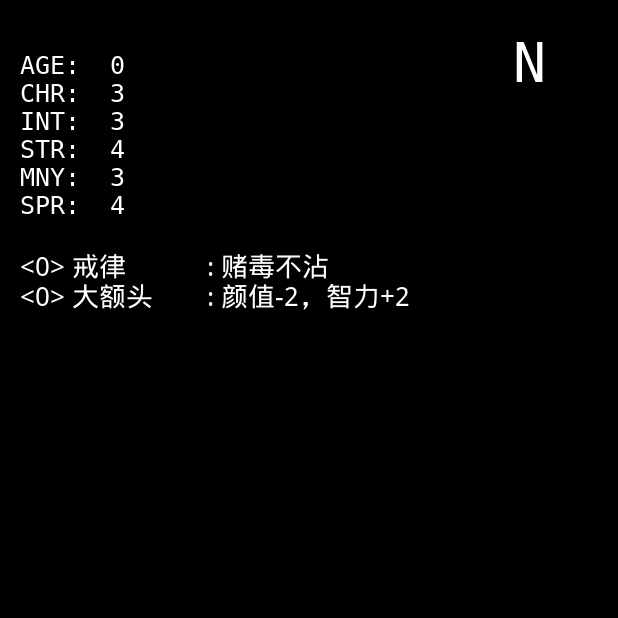 N
AGE: 0
CHR: 3
INT: 3
STR: 4
MNY: 3
SPR: 4
<O> 戒律 : 赌毒不沾
<O> 大额头 : 颜值-2，智力+2